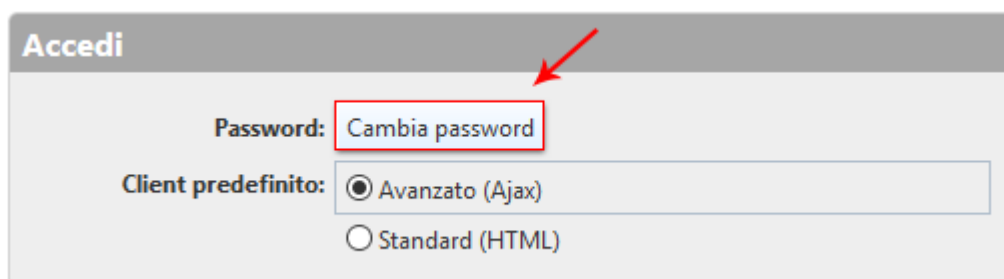 Accedi
Password: Cambia password
Client predefinito: Avanzato (Ajax)
Standard (HTML)